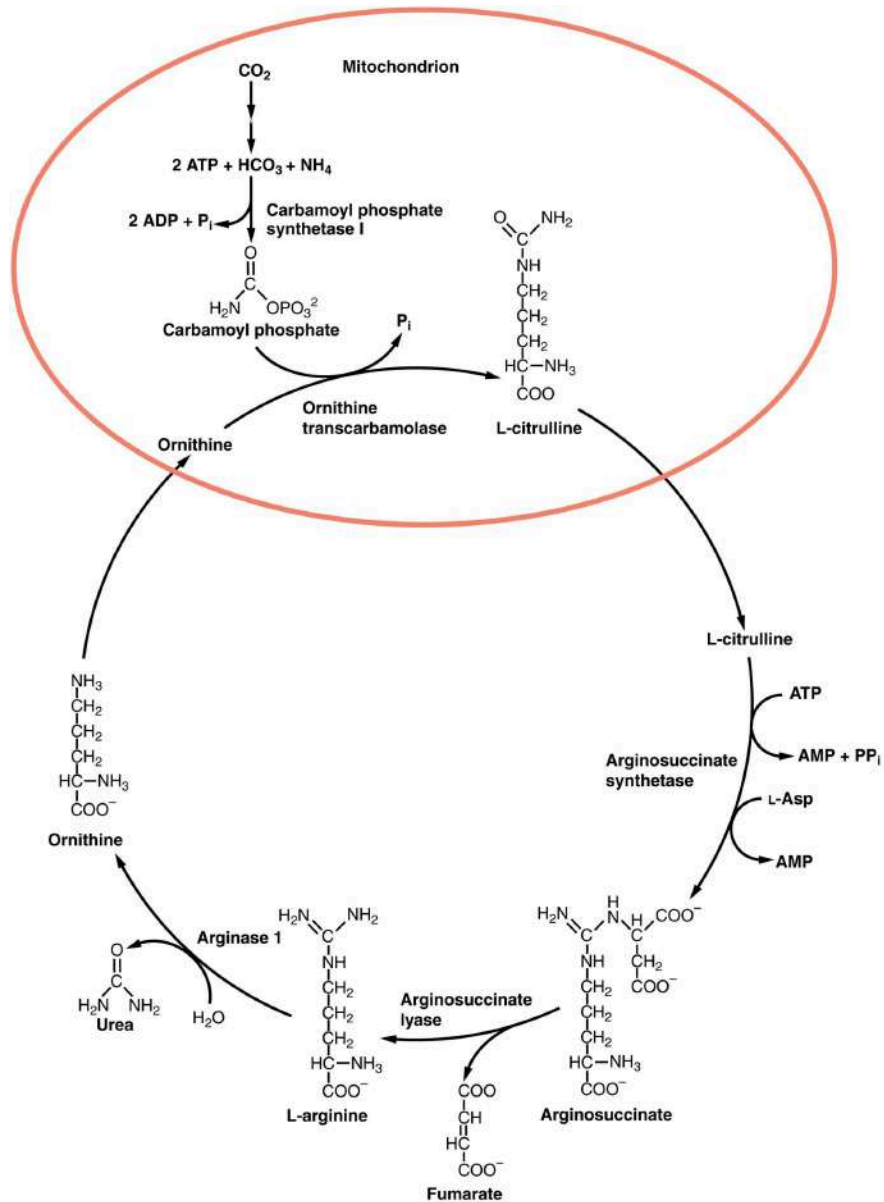 CO2
Mitochondrion
2 ATP + HCO3 + NH4
2 ADP + Pi
Carbamoyl phosphate
synthetase I
O
C
H2N
OPO3 2
Carbamoyl phosphate
Pi
O
NH2
C
NH
CH2
CH2
CH2
HC—NH3
COO
L-citrulline
Ornithine
transcarbamolase
Ornithine
L-citrulline
ATP
AMP + PPi
Arginosuccinate
synthetase
L-Asp
AMP
NH3
CH2
CH2
CH2
HC—NH3
COO−
Ornithine
H2N
H
N
H
COO−
C
C
NH
CH2
COO−
CH2
CH2
CH2
HC—NH3
COO−
Arginosuccinate
Arginosuccinate
lyase
H2N
NH2
C
NH
CH2
CH2
CH2
HC—NH3
COO−
L-arginine
Arginase 1
O
C
H2N
NH2
Urea
H2O
COO
CH
HC
COO−
Fumarate